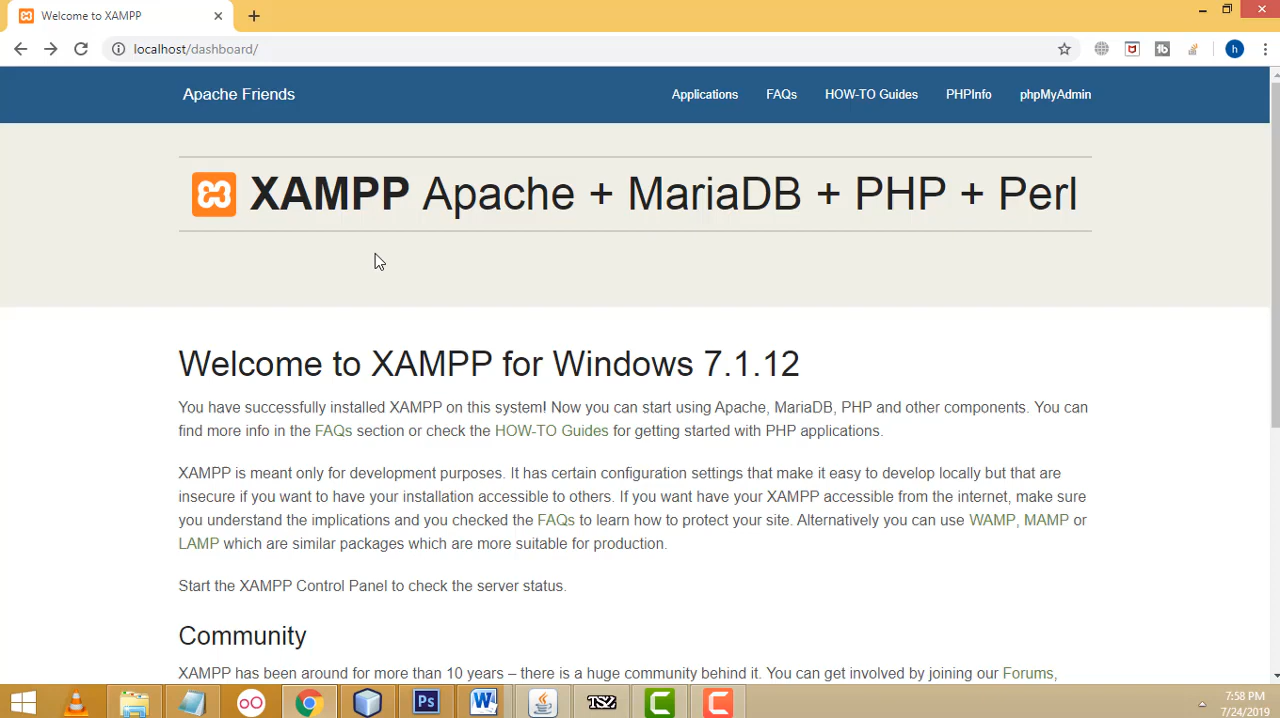 Welcome to XAMPP
localhost/dashboard/
h
Apache Friends
Applications
FAQs
HOW-TO Guides
PHPInfo
phpMyAdmin
XAMPP Apache + MariaDB + PHP + Perl
Welcome to XAMPP for Windows 7.1.12
You have successfully installed XAMPP on this system! Now you can start using Apache, MariaDB, PHP and other components. You can
find more info in the FAQs section or check the HOW-TO Guides for getting started with PHP applications.
XAMPP is meant only for development purposes. It has certain configuration settings that make it easy to develop locally but that are
insecure if you want to have your installation accessible to others. If you want have your XAMPP accessible from the internet, make sure
you understand the implications and you checked the FAQs to learn how to protect your site. Alternatively you can use WAMP, MAMP or
LAMP which are similar packages which are more suitable for production.
Start the XAMPP Control Panel to check the server status.
Community
XAMPP has been around for more than 10 years – there is a huge community behind it. You can get involved by joining our Forums,
Ps
W
TSZ
C
C
7:58 PM
7/24/2019